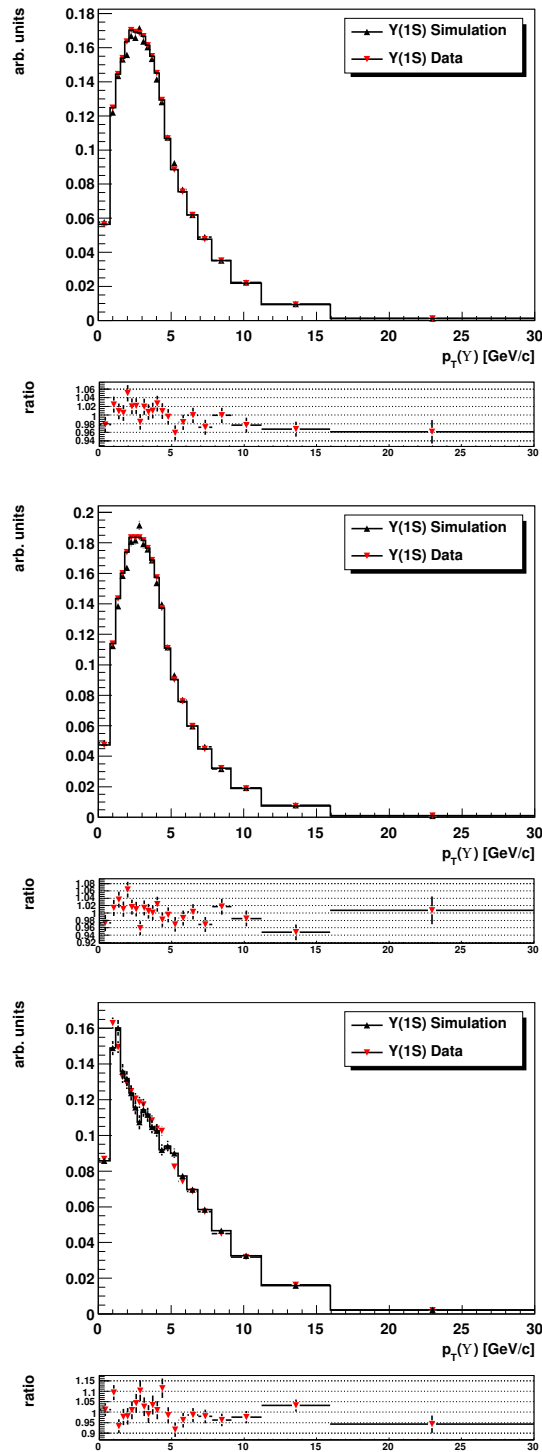 arb. units
0.18
0.16
0.14
0.12
0.1
0.08
0.06
0.04
0.02
0
Υ(1S) Simulation
Υ(1S) Data
0 5 10 15 20 25 30
p_T(Υ) [GeV/c]
ratio
1.06
1.04
1.02
1
0.98
0.96
0.94
0 5 10 15 20 25 30
arb. units
0.2
0.18
0.16
0.14
0.12
0.1
0.08
0.06
0.04
0.02
0
Υ(1S) Simulation
Υ(1S) Data
0 5 10 15 20 25 30
p_T(Υ) [GeV/c]
ratio
1.08
1.06
1.04
1.02
1
0.98
0.96
0.94
0.92
0 5 10 15 20 25 30
arb. units
0.16
0.14
0.12
0.1
0.08
0.06
0.04
0.02
0
Υ(1S) Simulation
Υ(1S) Data
0 5 10 15 20 25 30
p_T(Υ) [GeV/c]
ratio
1.15
1.1
1.05
1
0.95
0.9
0 5 10 15 20 25 30